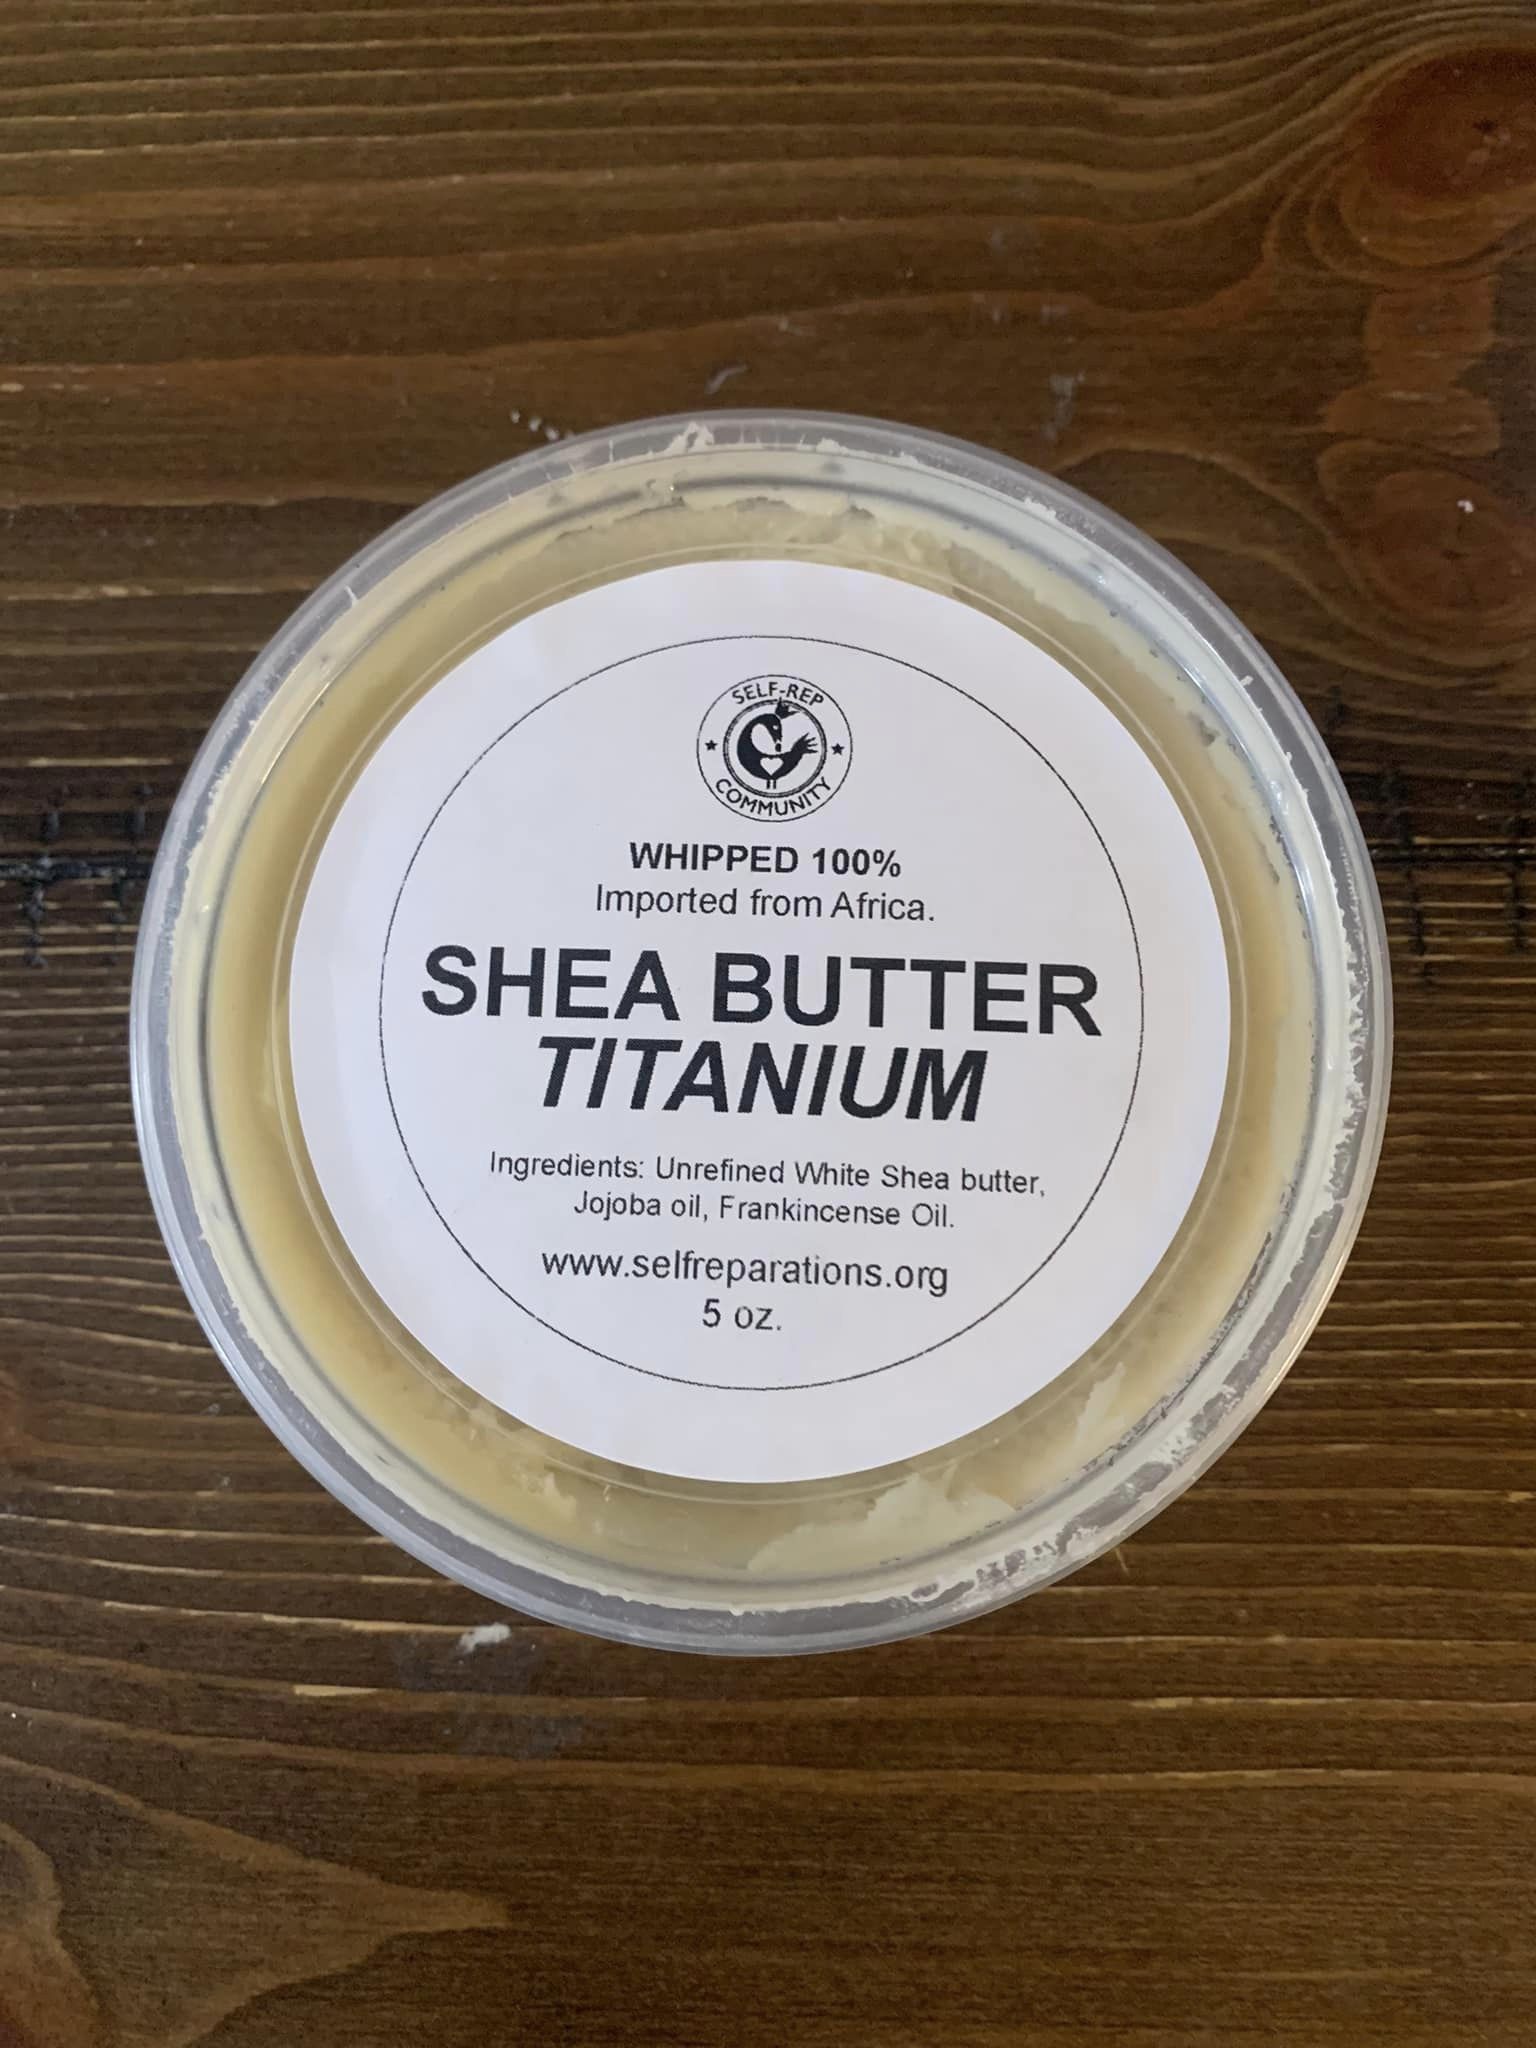 SELF-REP
COMMUNITY
WHIPPED 100%
Imported from Africa.
SHEA BUTTER
TITANIUM
Ingredients: Unrefined White Shea butter,
Jojoba oil, Frankincense Oil.
www.selfreparations.org
5 oz.